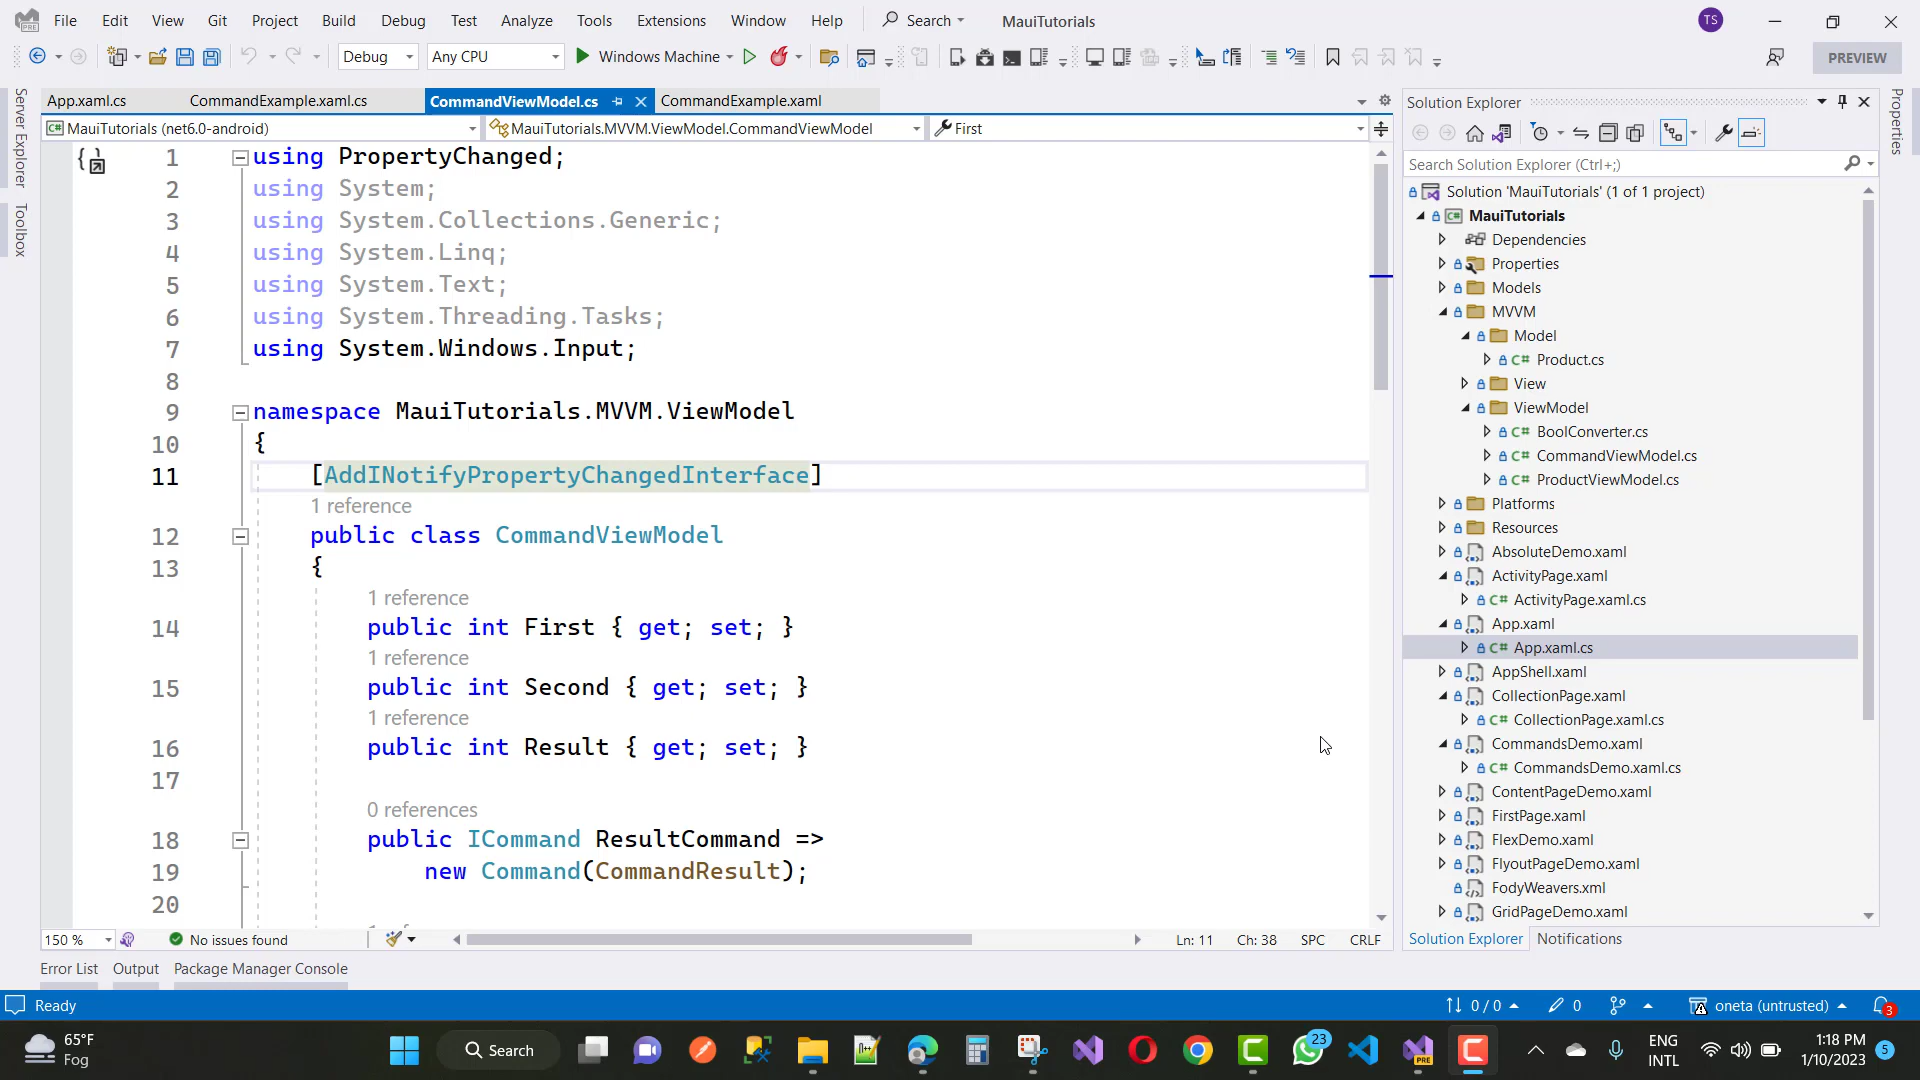 File Edit View Git Project Build Debug Test Analyze Tools Extensions Window Help Search MauiTutorials TS
Debug Any CPU Windows Machine PREVIEW
App.xaml.cs CommandExample.xaml.cs CommandViewModel.cs CommandExample.xaml
MauiTutorials (net6.0-android) MauiTutorials.MVVM.ViewModel.CommandViewModel First
Server Explorer
Toolbox
1 using PropertyChanged;
2 using System;
3 using System.Collections.Generic;
4 using System.Linq;
5 using System.Text;
6 using System.Threading.Tasks;
7 using System.Windows.Input;
8
9 namespace MauiTutorials.MVVM.ViewModel
10 {
11 [AddINotifyPropertyChangedInterface]
1 reference
12 public class CommandViewModel
13 {
1 reference
14 public int First { get; set; }
1 reference
15 public int Second { get; set; }
1 reference
16 public int Result { get; set; }
17
0 references
18 public ICommand ResultCommand =>
19 new Command(CommandResult);
20
150 % No issues found Ln: 11 Ch: 38 SPC CRLF
Error List Output Package Manager Console
Solution Explorer
Search Solution Explorer (Ctrl+;)
Solution 'MauiTutorials' (1 of 1 project)
MauiTutorials
Dependencies
Properties
Models
MVVM
Model
C# Product.cs
View
ViewModel
C# BoolConverter.cs
C# CommandViewModel.cs
C# ProductViewModel.cs
Platforms
Resources
AbsoluteDemo.xaml
ActivityPage.xaml
C# ActivityPage.xaml.cs
App.xaml
C# App.xaml.cs
AppShell.xaml
CollectionPage.xaml
C# CollectionPage.xaml.cs
CommandsDemo.xaml
C# CommandsDemo.xaml.cs
ContentPageDemo.xaml
FirstPage.xaml
FlexDemo.xaml
FlyoutPageDemo.xaml
FodyWeavers.xml
GridPageDemo.xaml
Solution Explorer Notifications
Properties
Ready 0 / 0 0 oneta (untrusted) 3
65°F
Fog
Search
23
PRE
ENG
INTL
1:18 PM
1/10/2023
5